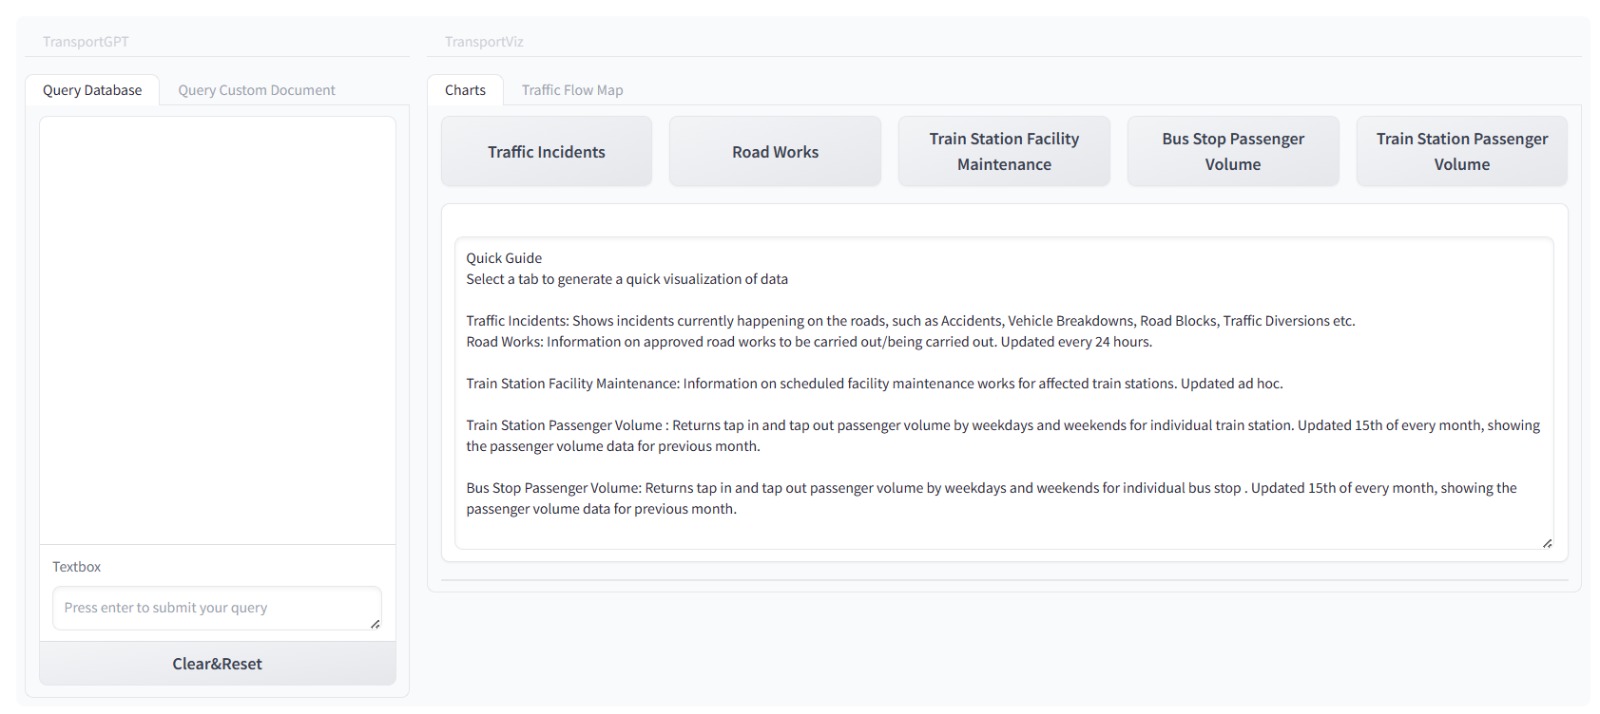 TransportGPT
Query Database
Query Custom Document
Textbox
Press enter to submit your query
Clear&Reset
TransportViz
Charts
Traffic Flow Map
Traffic Incidents
Road Works
Train Station Facility
Maintenance
Bus Stop Passenger
Volume
Train Station Passenger
Volume
Quick Guide
Select a tab to generate a quick visualization of data
Traffic Incidents: Shows incidents currently happening on the roads, such as Accidents, Vehicle Breakdowns, Road Blocks, Traffic Diversions etc.
Road Works: Information on approved road works to be carried out/being carried out. Updated every 24 hours.
Train Station Facility Maintenance: Information on scheduled facility maintenance works for affected train stations. Updated ad hoc.
Train Station Passenger Volume : Returns tap in and tap out passenger volume by weekdays and weekends for individual train station. Updated 15th of every month, showing
the passenger volume data for previous month.
Bus Stop Passenger Volume: Returns tap in and tap out passenger volume by weekdays and weekends for individual bus stop . Updated 15th of every month, showing the
passenger volume data for previous month.